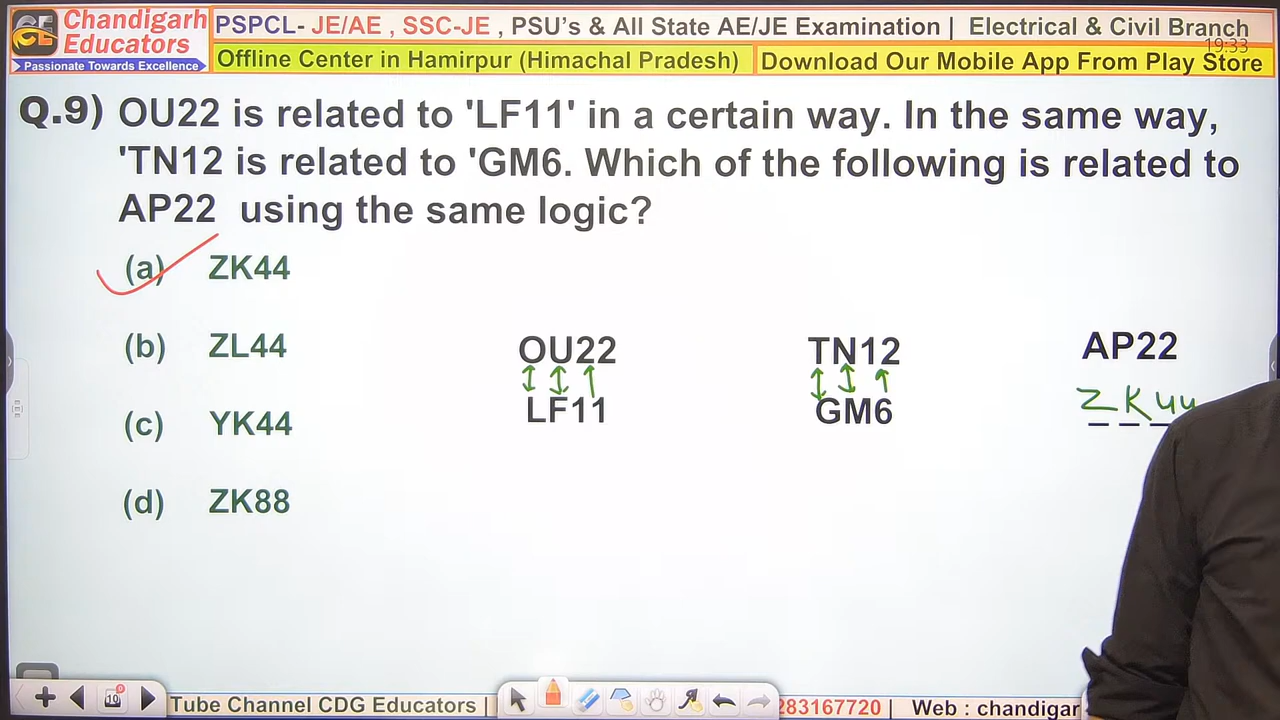 Chandigarh
Educators
Passionate Towards Excellence
PSPCL- JE/AE , SSC-JE , PSU's & All State AE/JE Examination | Electrical & Civil Branch
19:33
Offline Center in Hamirpur (Himachal Pradesh)
Download Our Mobile App From Play Store
Q.9) OU22 is related to 'LF11' in a certain way. In the same way,
'TN12 is related to 'GM6. Which of the following is related to
AP22 using the same logic?
(a) ZK44
(b) ZL44
(c) YK44
(d) ZK88
OU22
LF11
TN12
GM6
AP22
ZK44
10
Tube Channel CDG Educators |
283167720 | Web : chandigar